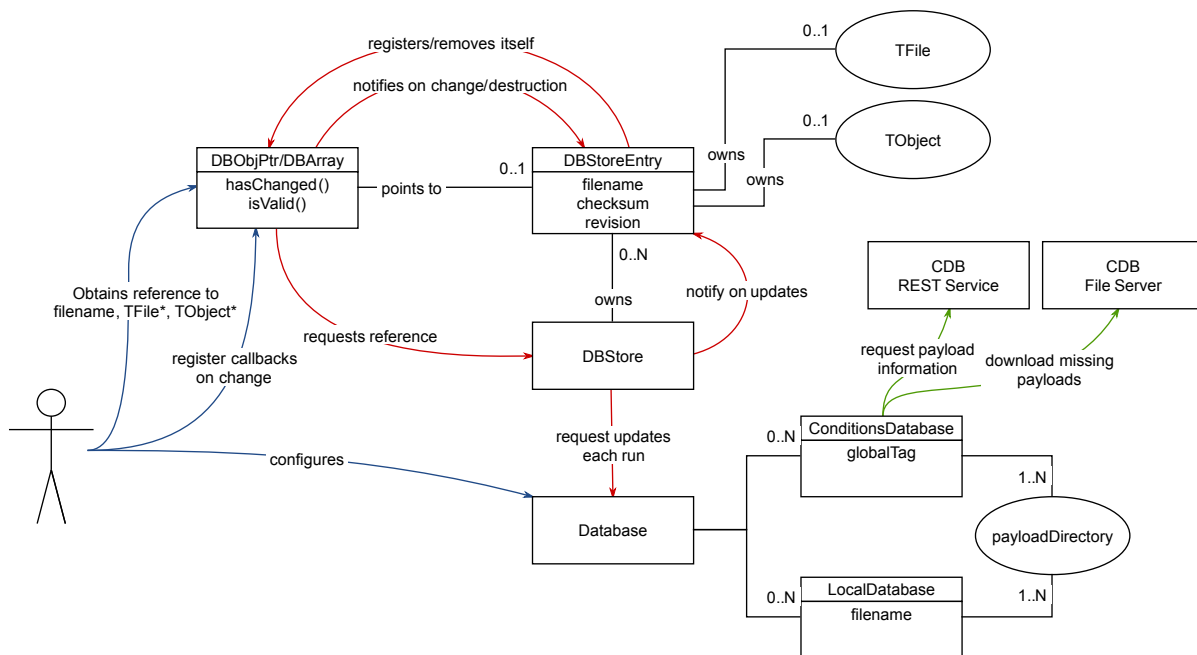 registers/removes itself
notifies on change/destruction
0..1
TFile
0..1
TObject
DBObjPtr/DBArray
hasChanged()
isValid()
points to
0..1
DBStoreEntry
filename
checksum
revision
owns
owns
0..N
owns
notify on updates
CDB
REST Service
CDB
File Server
Obtains reference to
filename, TFile*, TObject*
register callbacks
on change
requests reference
DBStore
request payload
information
download missing
payloads
request updates
each run
configures
Database
0..N
ConditionsDatabase
globalTag
1..N
payloadDirectory
0..N
LocalDatabase
filename
1..N